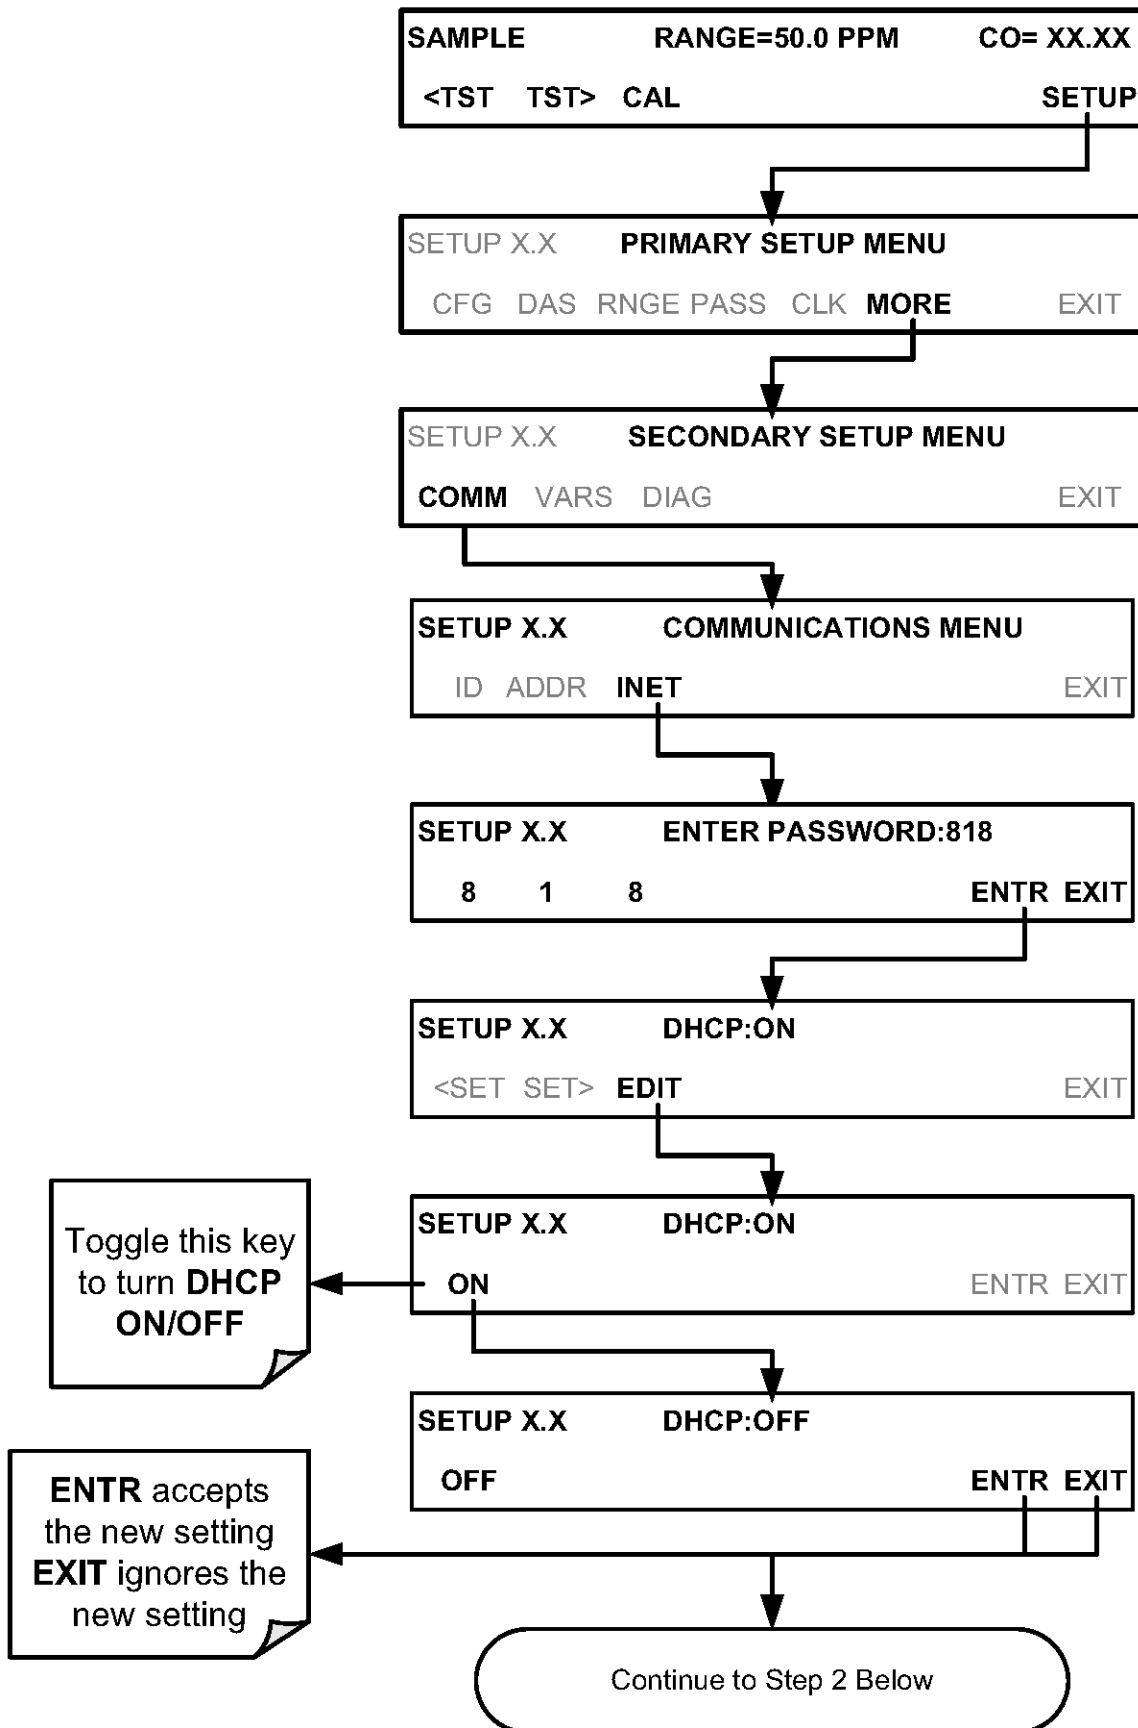 SAMPLE RANGE=50.0 PPM CO= XX.XX
<TST TST> CAL SETUP
SETUP X.X PRIMARY SETUP MENU
CFG DAS RNGE PASS CLK MORE EXIT
SETUP X.X SECONDARY SETUP MENU
COMM VARS DIAG EXIT
SETUP X.X COMMUNICATIONS MENU
ID ADDR INET EXIT
SETUP X.X ENTER PASSWORD:818
8 1 8 ENTR EXIT
SETUP X.X DHCP:ON
<SET SET> EDIT EXIT
SETUP X.X DHCP:ON
ON ENTR EXIT
Toggle this key
to turn DHCP
ON/OFF
SETUP X.X DHCP:OFF
OFF ENTR EXIT
ENTR accepts
the new setting
EXIT ignores the
new setting
Continue to Step 2 Below